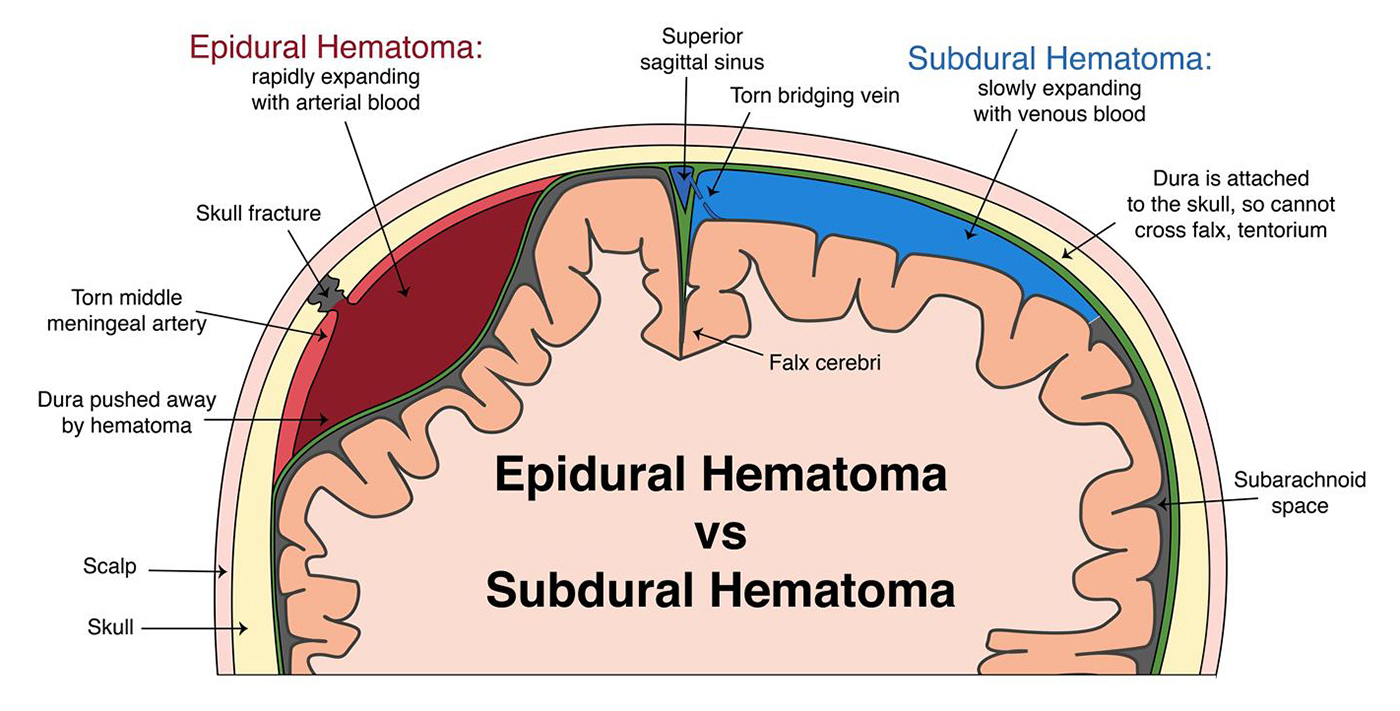 Epidural Hematoma:
rapidly expanding
with arterial blood
Superior
sagittal sinus
Torn bridging vein
Subdural Hematoma:
slowly expanding
with venous blood
Dura is attached
to the skull, so cannot
cross falx, tentorium
Skull fracture
Torn middle
meningeal artery
Dura pushed away
by hematoma
Falx cerebri
Epidural Hematoma
vs
Subdural Hematoma
Subarachnoid
space
Scalp
Skull